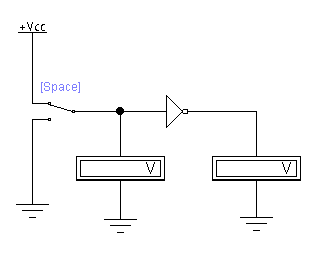 +Vcc
[Space]
V V